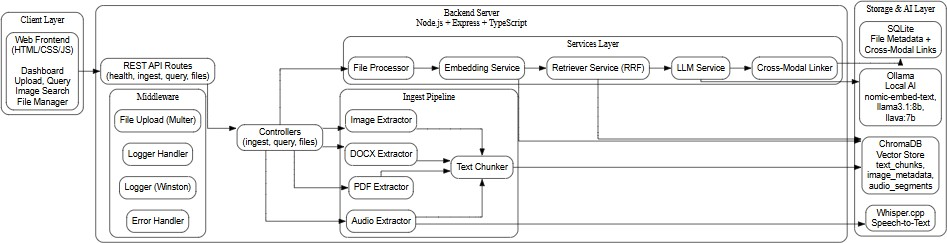 Client Layer
Web Frontend
(HTML/CSS/JS)
Dashboard
Upload, Query
Image Search
File Manager
Backend Server
Node.js + Express + TypeScript
REST API Routes
(health, ingest, query, files)
Middleware
File Upload (Multer)
Logger Handler
Logger (Winston)
Error Handler
Controllers
(ingest, query, files)
Services Layer
File Processor
Embedding Service
Retriever Service (RRF)
LLM Service
Cross-Modal Linker
Ingest Pipeline
Image Extractor
DOCX Extractor
PDF Extractor
Audio Extractor
Text Chunker
Storage & AI Layer
SQLite
File Metadata +
Cross-Modal Links
Ollama
Local AI
nomic-embed-text,
llama3.1:8b,
llava:7b
ChromaDB
Vector Store
text_chunks,
image_metadata,
audio_segments
Whisper.cpp
Speech-to-Text